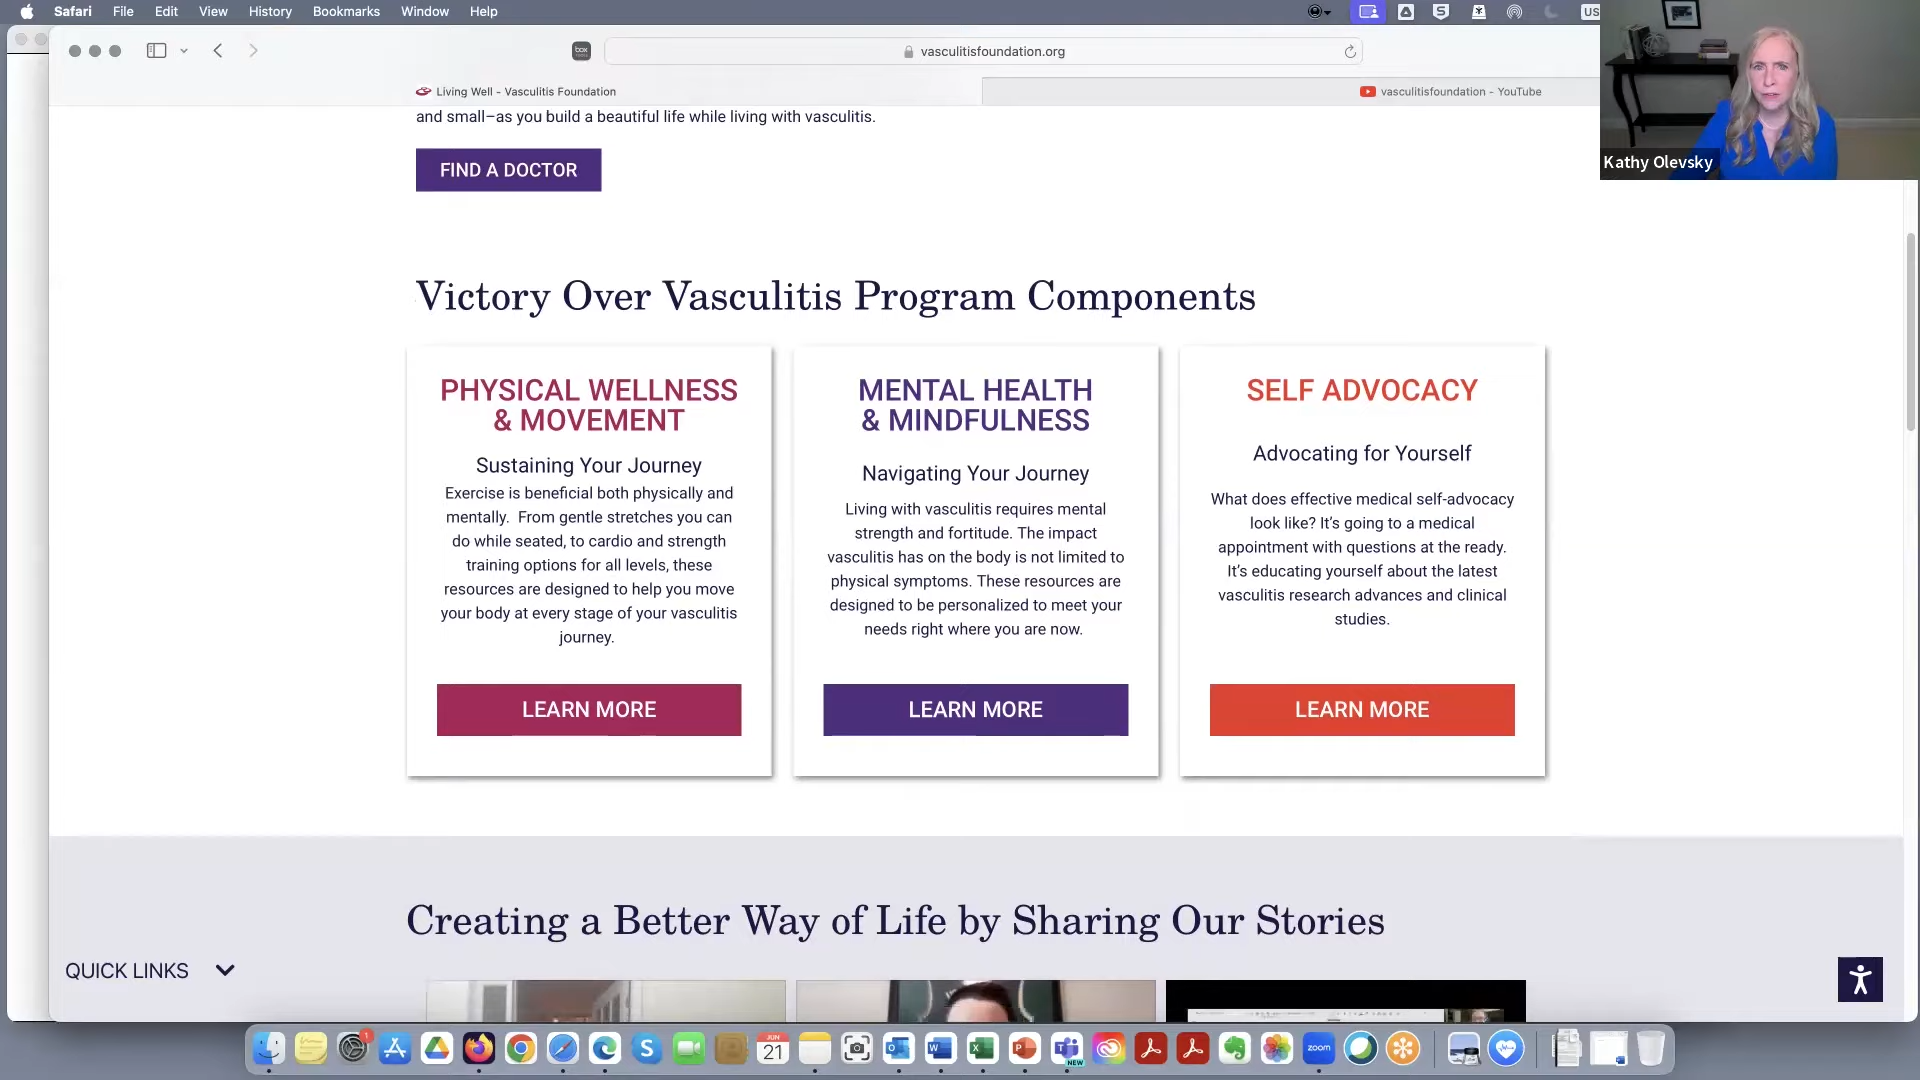 Safari File Edit View History Bookmarks Window Help
US
box
vasculitisfoundation.org
Living Well - Vasculitis Foundation
vasculitisfoundation - YouTube
Kathy Olevsky
and small–as you build a beautiful life while living with vasculitis.
FIND A DOCTOR
Victory Over Vasculitis Program Components
PHYSICAL WELLNESS
& MOVEMENT
Sustaining Your Journey
Exercise is beneficial both physically and
mentally. From gentle stretches you can
do while seated, to cardio and strength
training options for all levels, these
resources are designed to help you move
your body at every stage of your vasculitis
journey.
LEARN MORE
MENTAL HEALTH
& MINDFULNESS
Navigating Your Journey
Living with vasculitis requires mental
strength and fortitude. The impact
vasculitis has on the body is not limited to
physical symptoms. These resources are
designed to be personalized to meet your
needs right where you are now.
LEARN MORE
SELF ADVOCACY
Advocating for Yourself
What does effective medical self-advocacy
look like? It’s going to a medical
appointment with questions at the ready.
It’s educating yourself about the latest
vasculitis research advances and clinical
studies.
LEARN MORE
Creating a Better Way of Life by Sharing Our Stories
QUICK LINKS
1
JUN
21
NEW
zoom